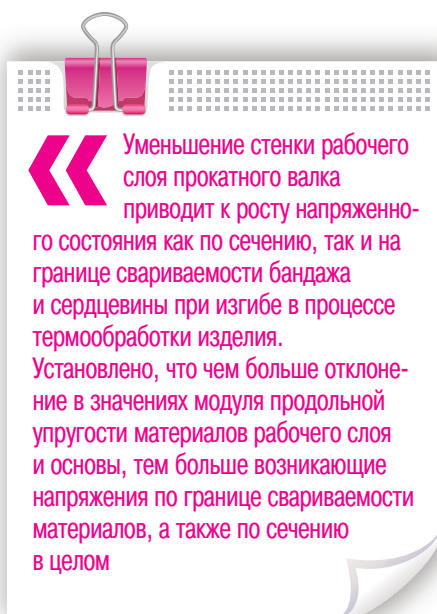 « Уменьшение стенки рабочего
слоя прокатного валка
приводит к росту напряженно-
го состояния как по сечению, так и на
границе свариваемости бандажа
и сердцевины при изгибе в процессе
термообработки изделия.
Установлено, что чем больше отклоне-
ние в значениях модуля продольной
упругости материалов рабочего слоя
и основы, тем больше возникающие
напряжения по границе свариваемости
материалов, а также по сечению
в целом